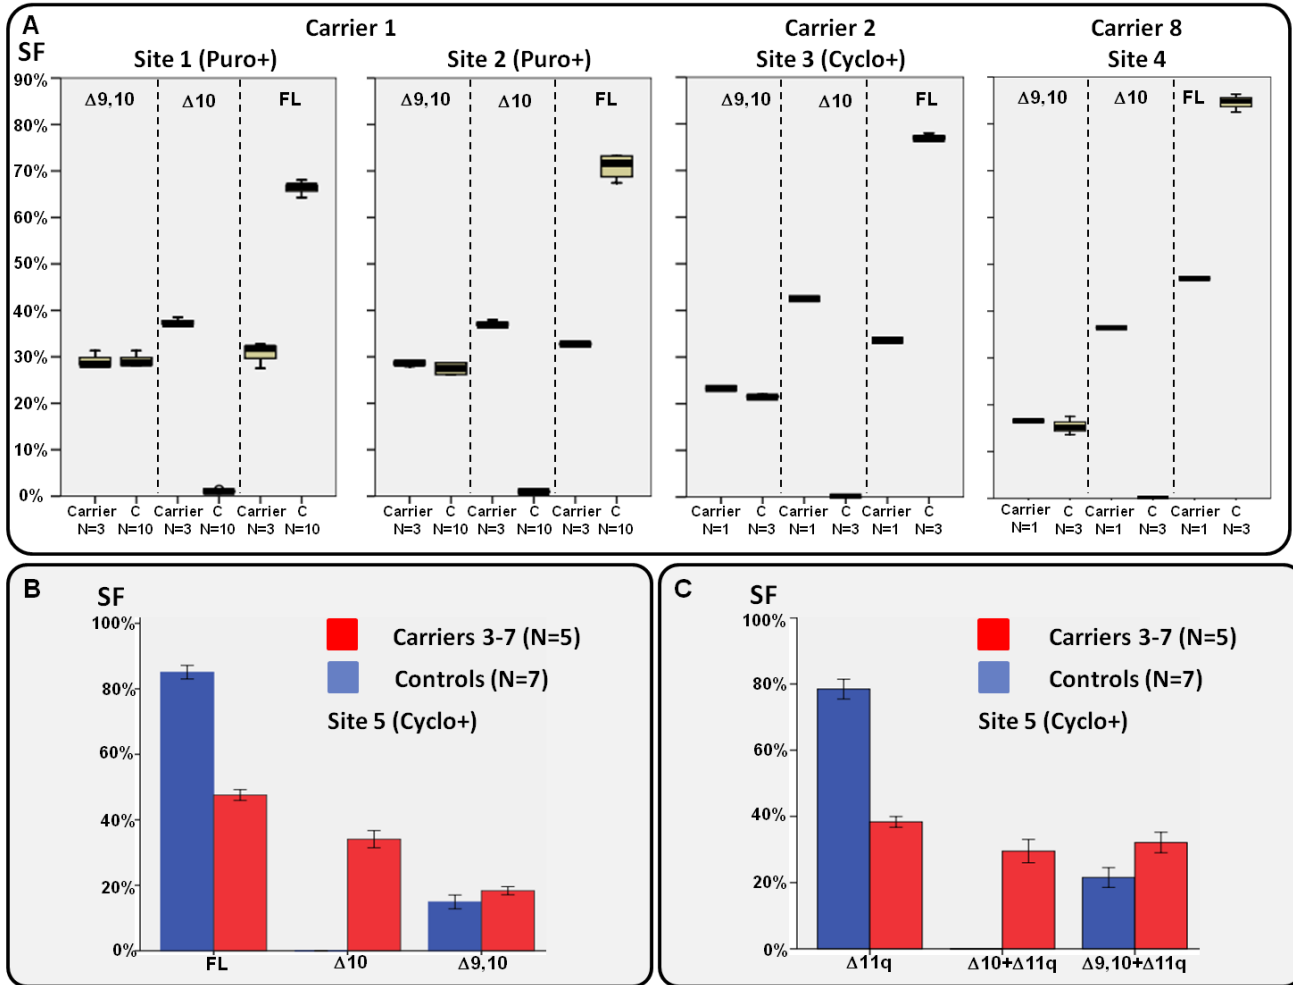 A
SF
Carrier 1
Carrier 2
Carrier 8
Site 1 (Puro+)
Site 2 (Puro+)
Site 3 (Cyclo+)
Site 4
90%
80%
70%
60%
50%
40%
30%
20%
10%
0%
Δ9,10 Δ10 FL
Δ9,10 Δ10 FL
Δ9,10 Δ10 FL
Δ9,10 Δ10 FL
Carrier C Carrier C Carrier C
N=3 N=10 N=3 N=10 N=3 N=10
Carrier C Carrier C Carrier C
N=3 N=10 N=3 N=10 N=3 N=10
Carrier C Carrier C Carrier C
N=1 N=3 N=1 N=3 N=1 N=3
Carrier C Carrier C Carrier C
N=1 N=3 N=1 N=3 N=1 N=3
B
SF
100%
80%
60%
40%
20%
0%
Carriers 3-7 (N=5)
Controls (N=7)
Site 5 (Cyclo+)
FL Δ10 Δ9,10
C
SF
100%
80%
60%
40%
20%
0%
Carriers 3-7 (N=5)
Controls (N=7)
Site 5 (Cyclo+)
Δ11q Δ10+Δ11q Δ9,10+Δ11q